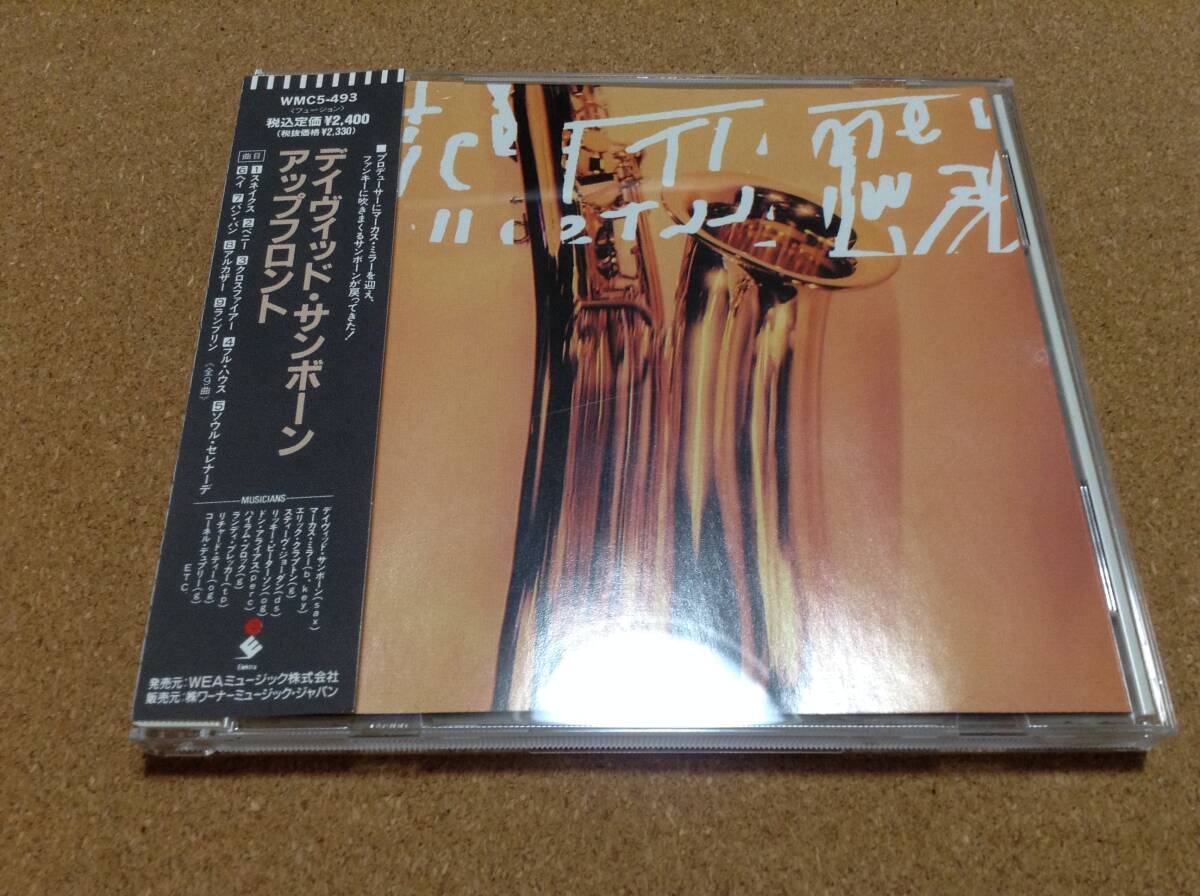 WMC5-493
〈フュージョン〉
税込定価¥2,400
(税抜価格¥2,330)
■プロデューサーにマーカス・ミラーを迎え、
ファンキーに吹きまくるサンボーンが戻ってきた!
デイヴィッド・サンボーン
アップフロント
曲目
1スネイクス 2ベニー 3クロスファイアー 4フル・ハウス 5ソウル・セレナーデ
6ヘイ 7バン・バン 8アルカザー 9ランブリン 〈全9曲〉
MUSICIANS
デイヴィッド・サンボーン(sax)
マーカス・ミラー(b, key)
エリック・クラプトン(g)
スティーヴ・ジョーダン(ds)
リッキー・ピーターソン(og)
ドン・アライアス(perc)
ハイラム・ブロック(g)
ランディ・ブレッカー(tp)
リチャード・ティー(og)
コーネル・デュプリー(g)
ETC.
Elektra
発売元:WEAミュージック株式会社
販売元:㈱ワーナーミュージック・ジャパン